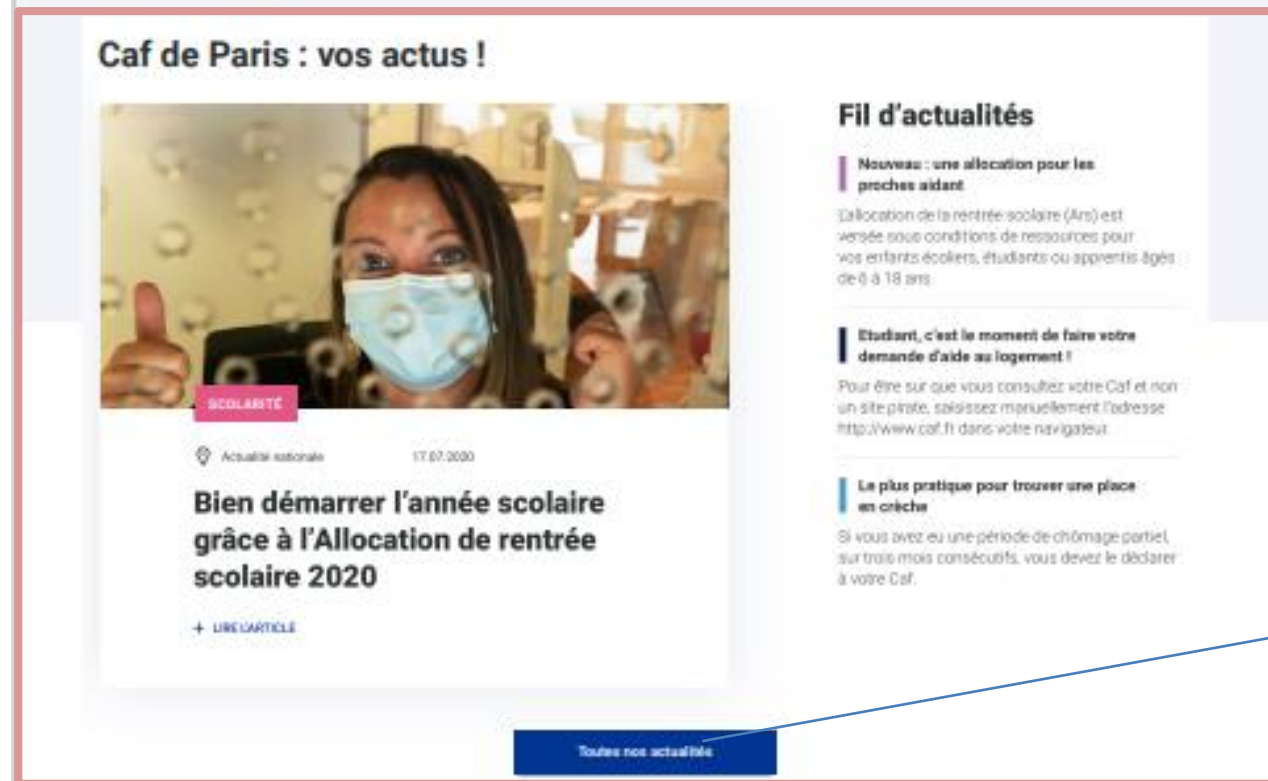 Caf de Paris : vos actus !
SCOLARITÉ
Actualité nationale 17.07.2020
Bien démarrer l'année scolaire
grâce à l'Allocation de rentrée
scolaire 2020
+ LIRE L'ARTICLE
Fil d'actualités
Nouveau : une allocation pour les
proches aidant
L'allocation de la rentrée scolaire (Ars) est
versée sous conditions de ressources pour
vos enfants écoliers, étudiants ou apprentis âgés
de 6 à 18 ans.
Etudiant, c'est le moment de faire votre
demande d'aide au logement !
Pour être sur que vous consultez votre Caf et non
un site pirate, saisissez manuellement l'adresse
http://www.caf.fr dans votre navigateur.
Le plus pratique pour trouver une place
en crèche
Si vous avez eu une période de chômage partiel,
sur trois mois consécutifs, vous devez le déclarer
à votre Caf.
Toutes nos actualités